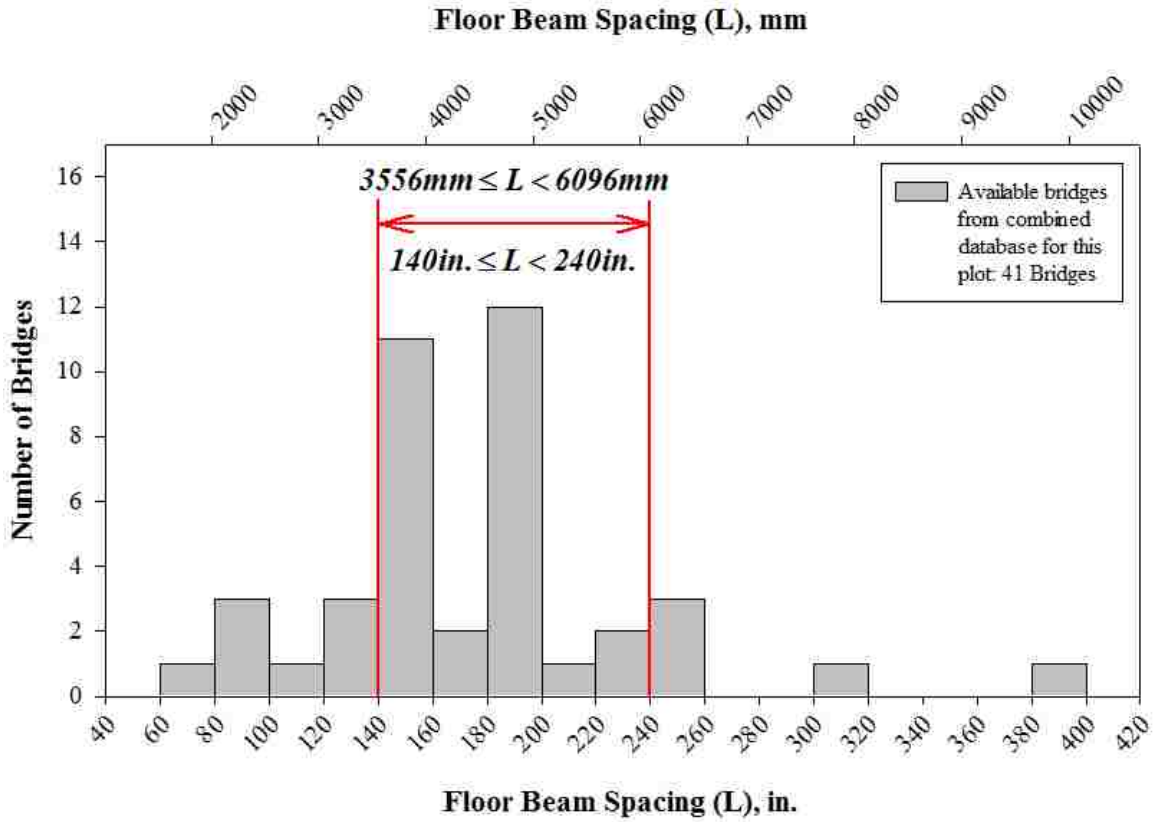 Floor Beam Spacing (L), mm
2000 3000 4000 5000 6000 7000 8000 9000 10000
16
14
12
10
8
6
4
2
0
Number of Bridges
3556mm ≤ L < 6096mm
140in. ≤ L < 240in.
Available bridges
from combined
database for this
plot: 41 Bridges
40 60 80 100 120 140 160 180 200 220 240 260 280 300 320 340 360 380 400 420
Floor Beam Spacing (L), in.